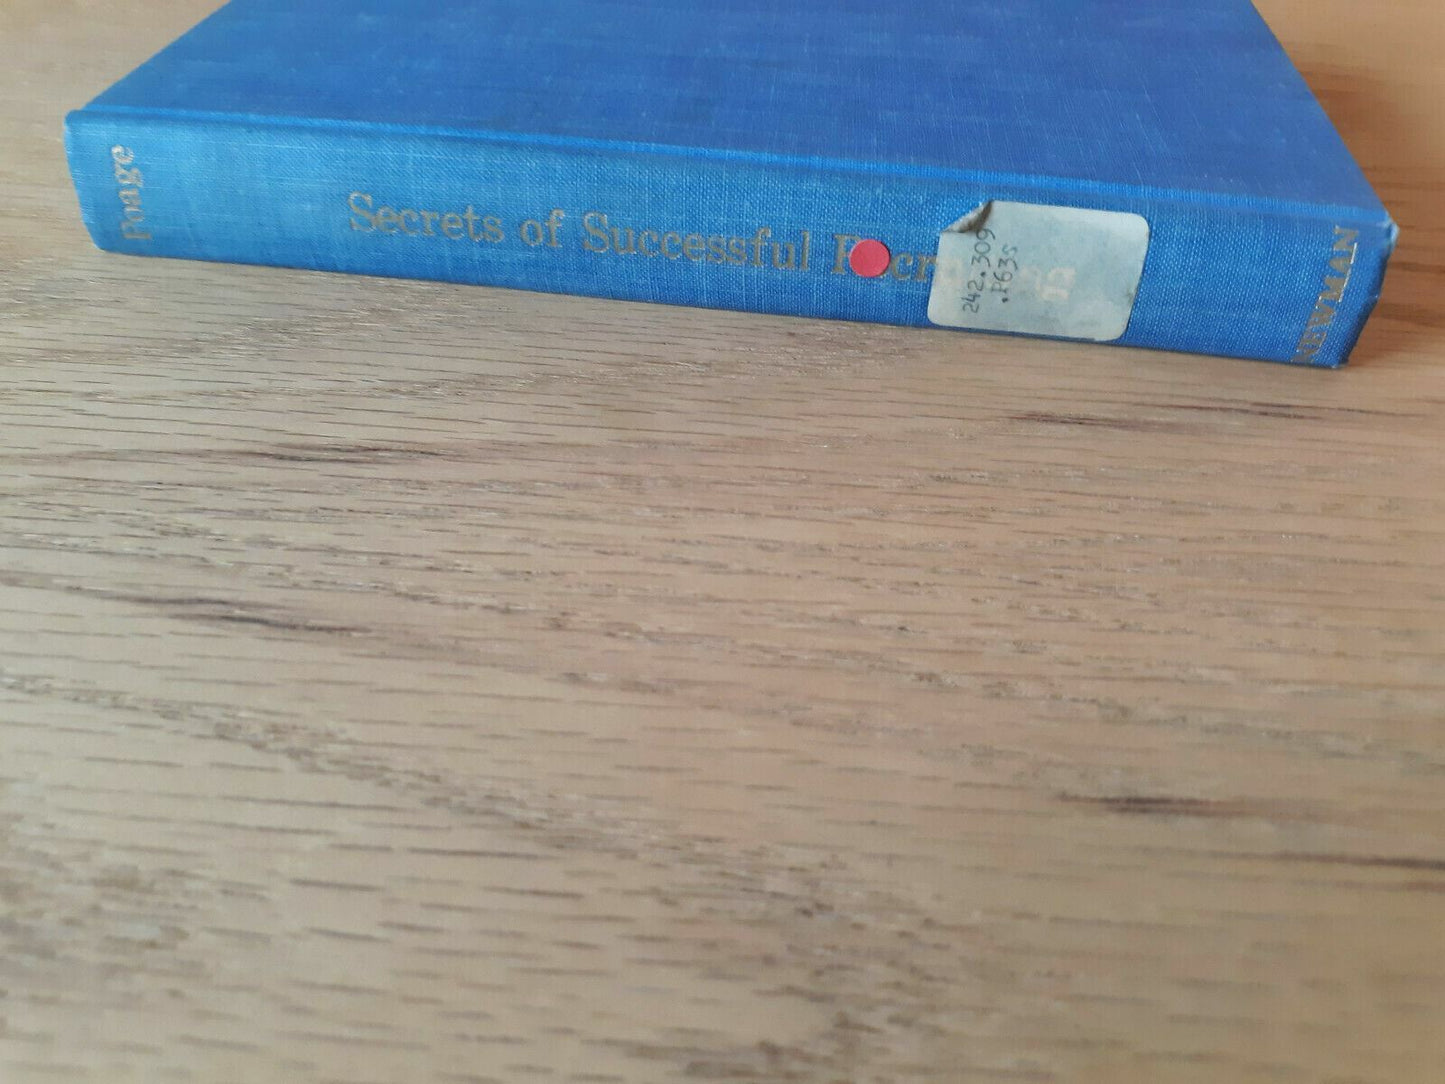 Poage
Secrets of Successful
242.309
.P63s
NEWMAN